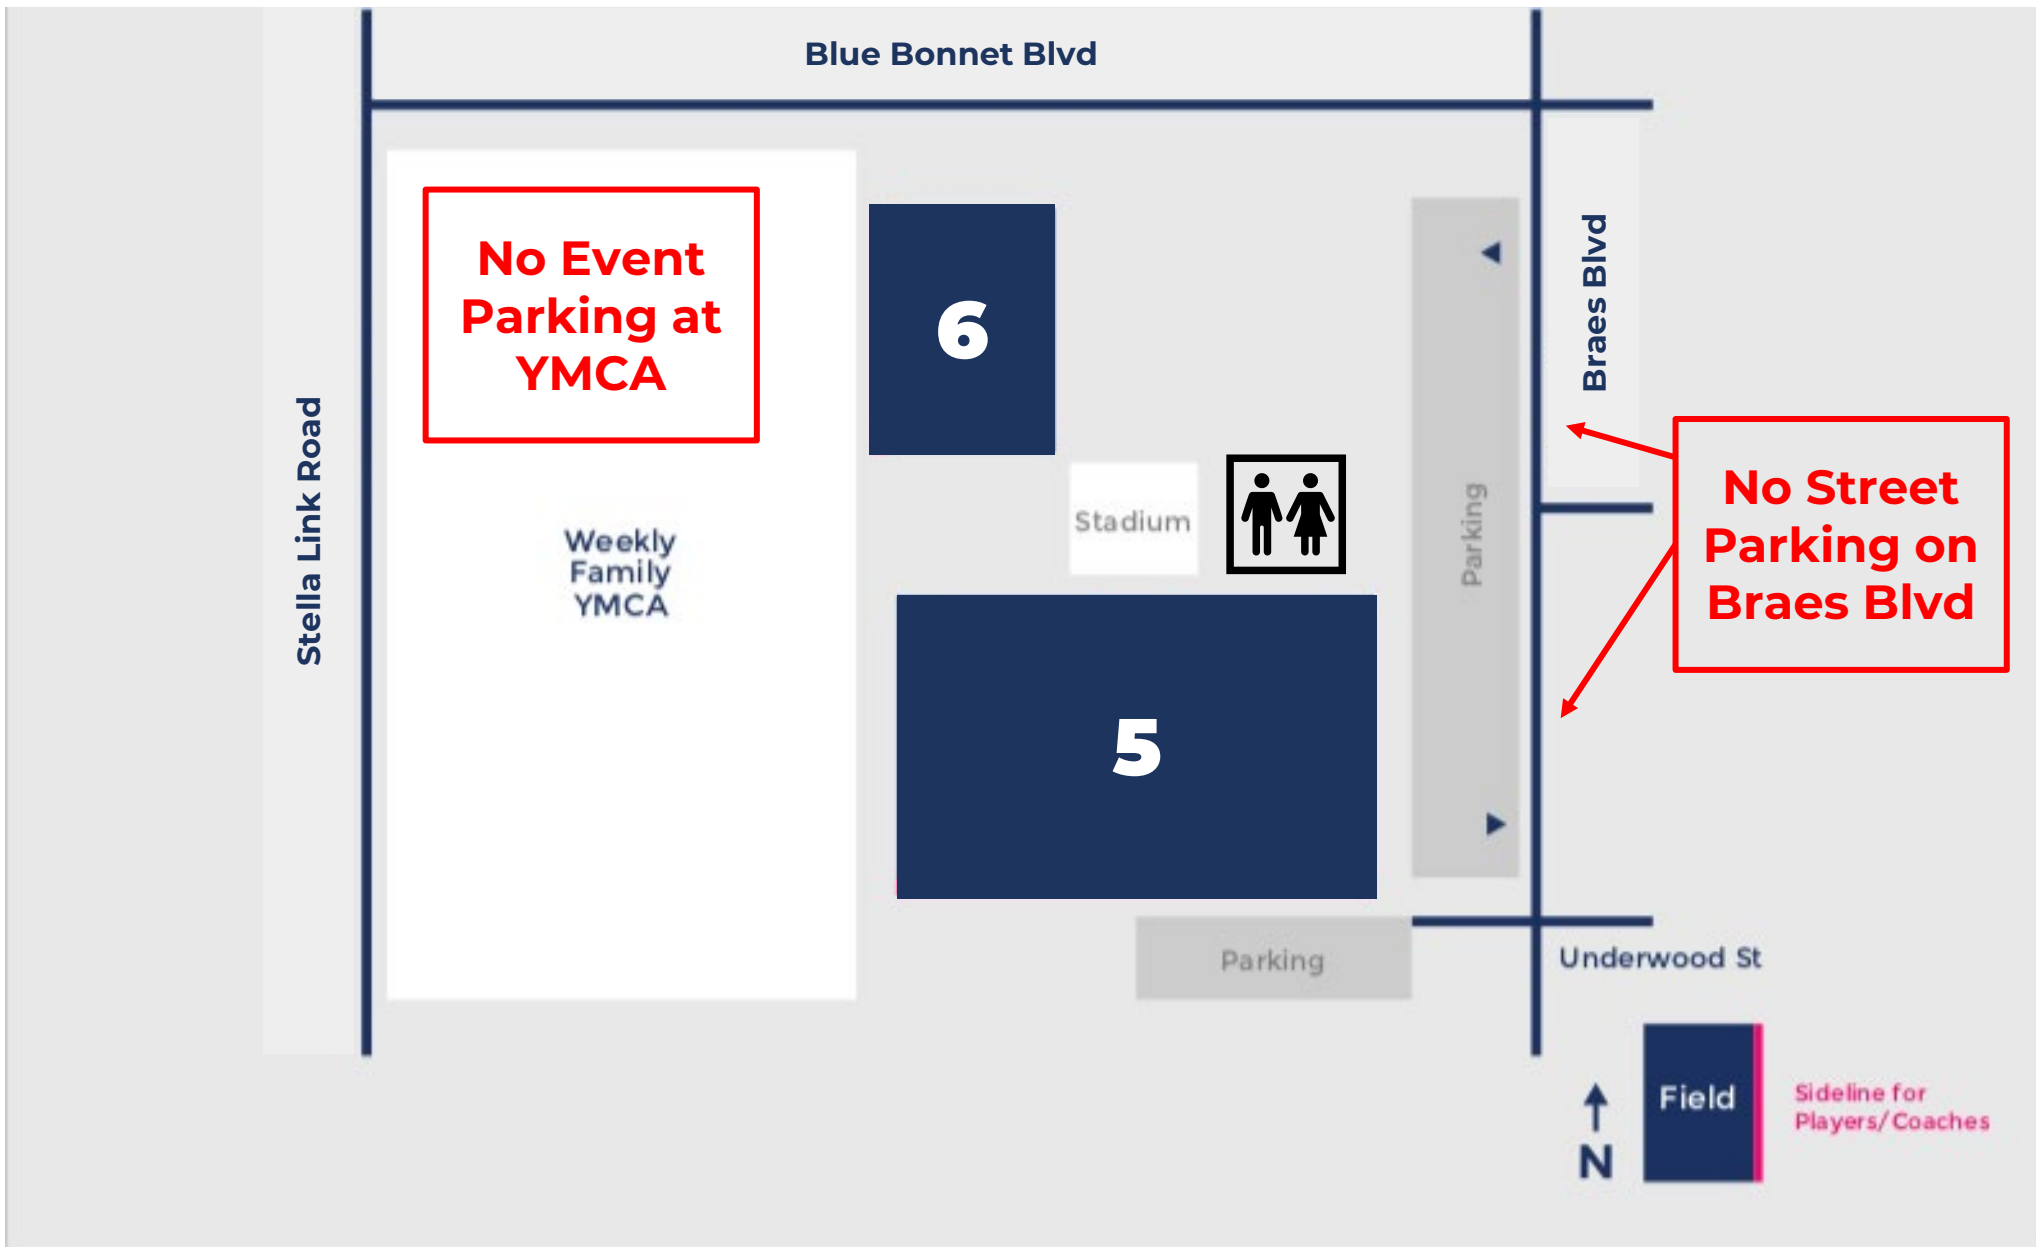 Blue Bonnet Blvd
No Event
Parking at
YMCA
6
Braes Blvd
Stella Link Road
No Street
Parking on
Braes Blvd
Stadium
Parking
Weekly
Family
YMCA
5
Parking
Underwood St
Field
Sideline for
Players/Coaches
N